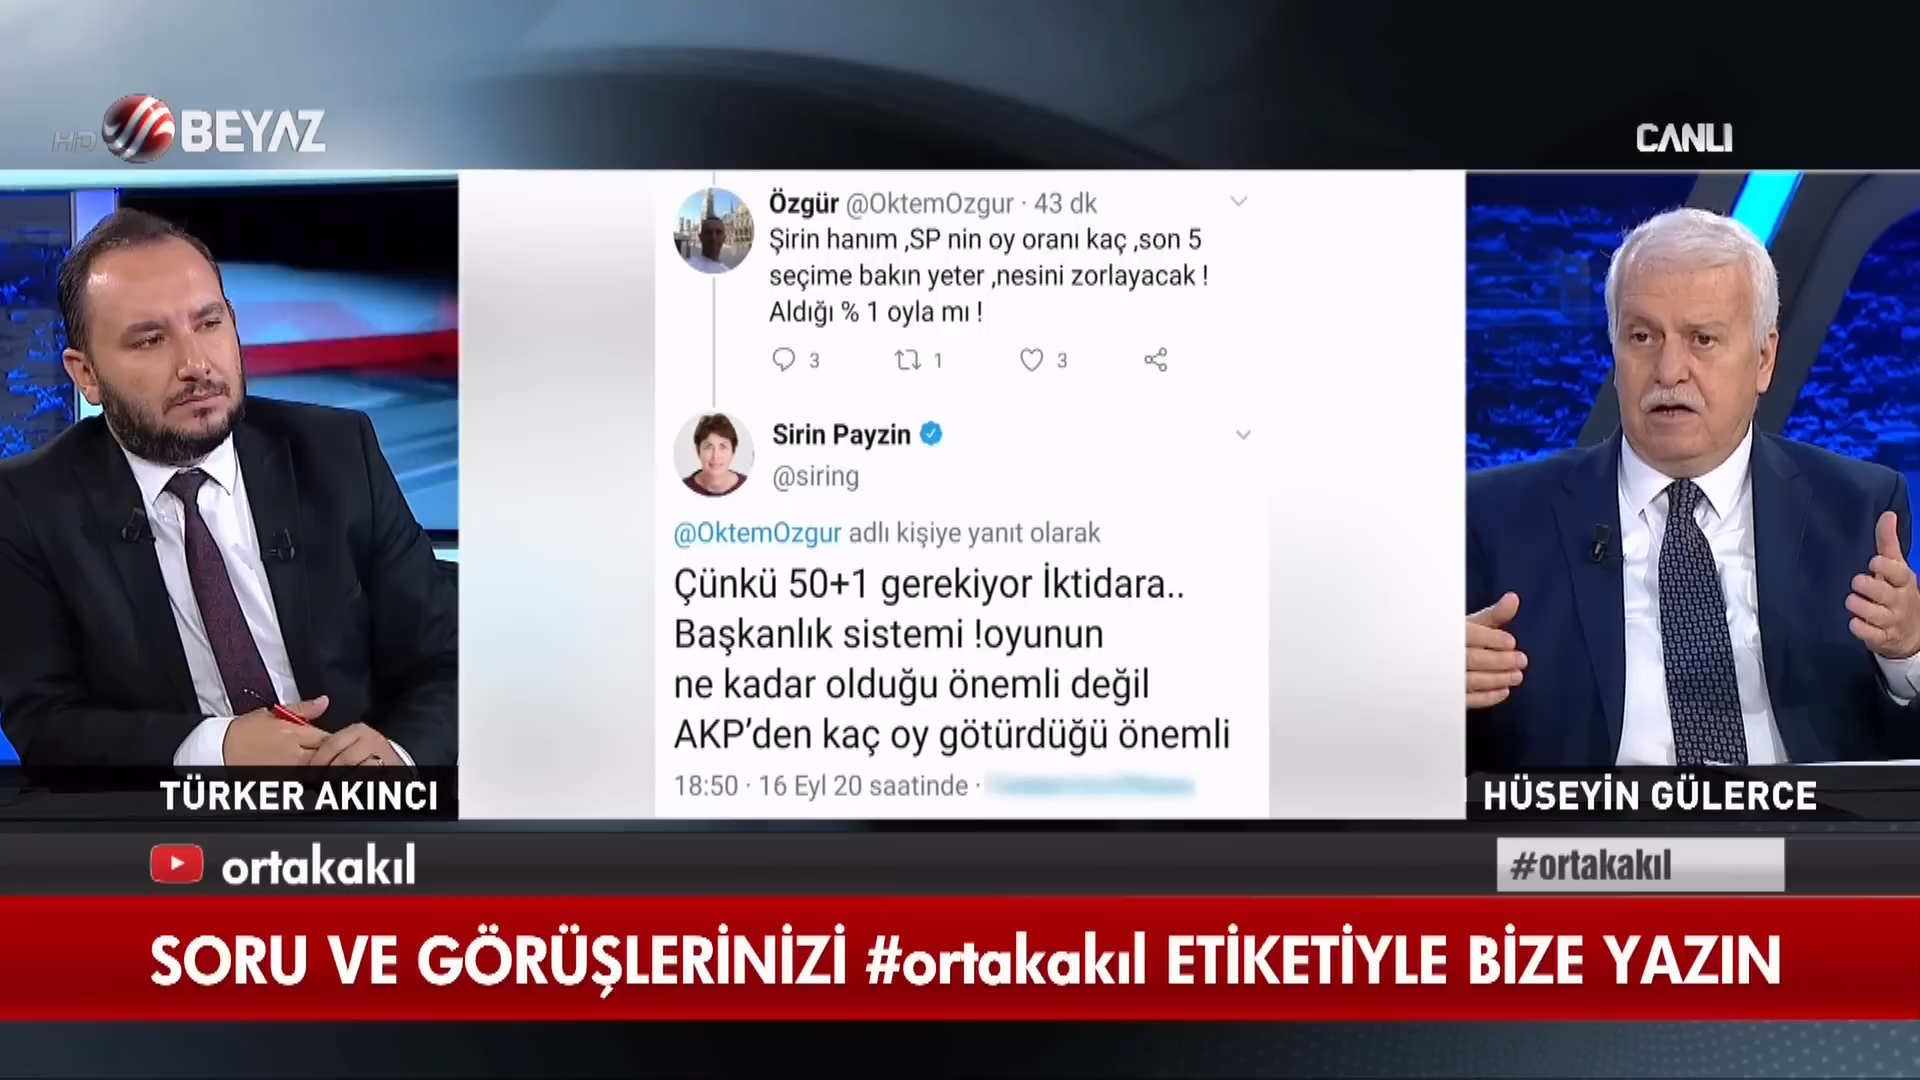 HD BEYAZ
CANLI
Özgür @OktemOzgur · 43 dk
Şirin hanım ,SP nin oy oranı kaç ,son 5
seçime bakın yeter ,nesini zorlayacak !
Aldığı % 1 oyla mı !
3 1 3
Sirin Payzin
@siring
@OktemOzgur adlı kişiye yanıt olarak
Çünkü 50+1 gerekiyor İktidara..
Başkanlık sistemi !oyunun
ne kadar olduğu önemli değil
AKP’den kaç oy götürdüğü önemli
18:50 · 16 Eyl 20 saatinde ·
TÜRKER AKINCI
HÜSEYİN GÜLERCE
ortakakıl
#ortakakıl
SORU VE GÖRÜŞLERİNİZİ #ortakakıl ETİKETİYLE BİZE YAZIN